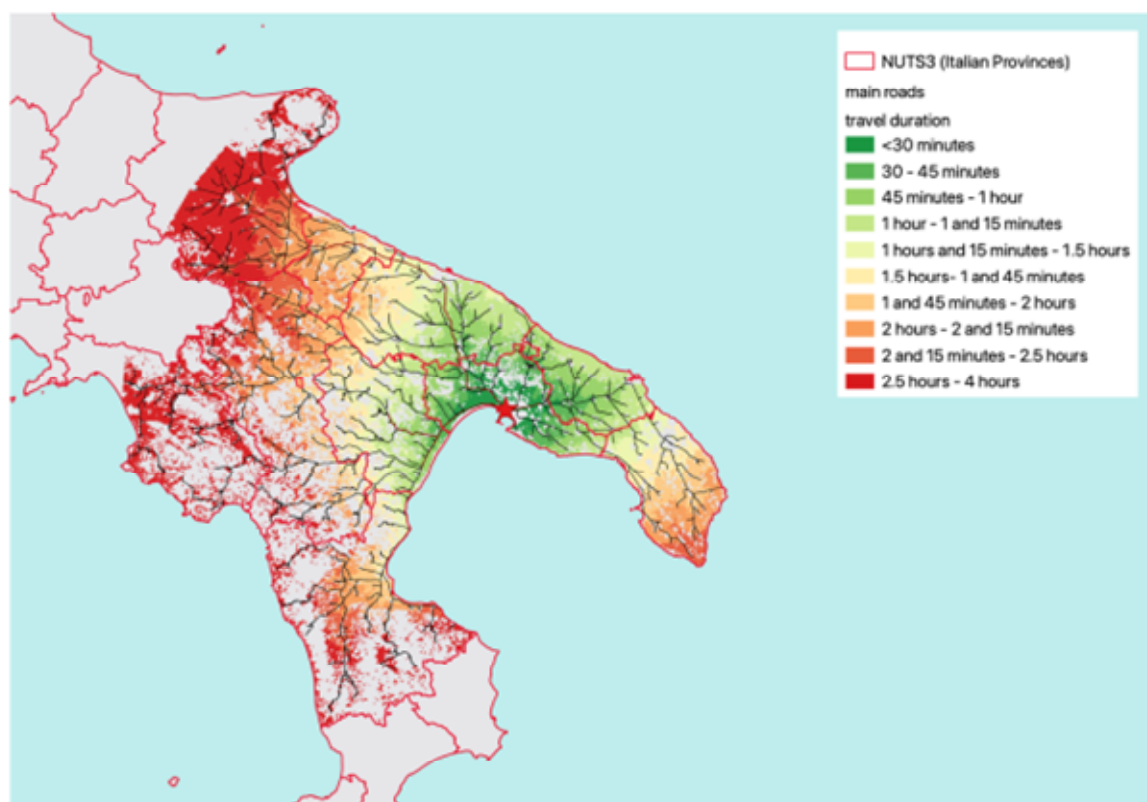 NUTS3 (Italian Provinces)
main roads
travel duration
<30 minutes
30 - 45 minutes
45 minutes - 1 hour
1 hour - 1 and 15 minutes
1 hours and 15 minutes - 1.5 hours
1.5 hours- 1 and 45 minutes
1 and 45 minutes - 2 hours
2 hours - 2 and 15 minutes
2 and 15 minutes - 2.5 hours
2.5 hours - 4 hours